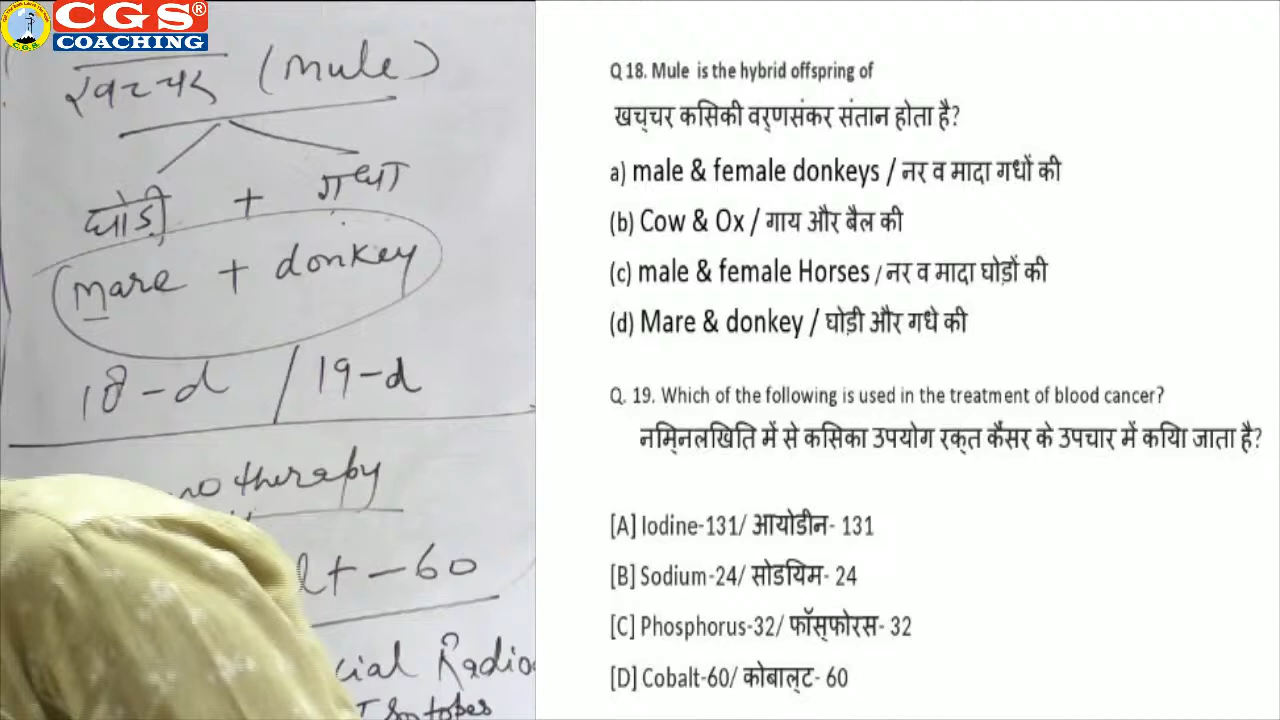 CGS®
COACHING
C.G.S
खच्चर (Mule)
घोड़ी + गधा
Mare + donkey
18-d / 19-d
therapy
lt-60
cial Radio
Isotopes
Q 18. Mule is the hybrid offspring of
खच्चर किसकी वर्णसंकर संतान होता है?
a) male & female donkeys / नर व मादा गधों की
(b) Cow & Ox / गाय और बैल की
(c) male & female Horses / नर व मादा घोड़ों की
(d) Mare & donkey / घोड़ी और गधे की
Q. 19. Which of the following is used in the treatment of blood cancer?
निम्नलिखित में से किसका उपयोग रक्त कैंसर के उपचार में किया जाता है?
[A] Iodine-131/ आयोडीन- 131
[B] Sodium-24/ सोडियम- 24
[C] Phosphorus-32/ फॉस्फोरस- 32
[D] Cobalt-60/ कोबाल्ट- 60